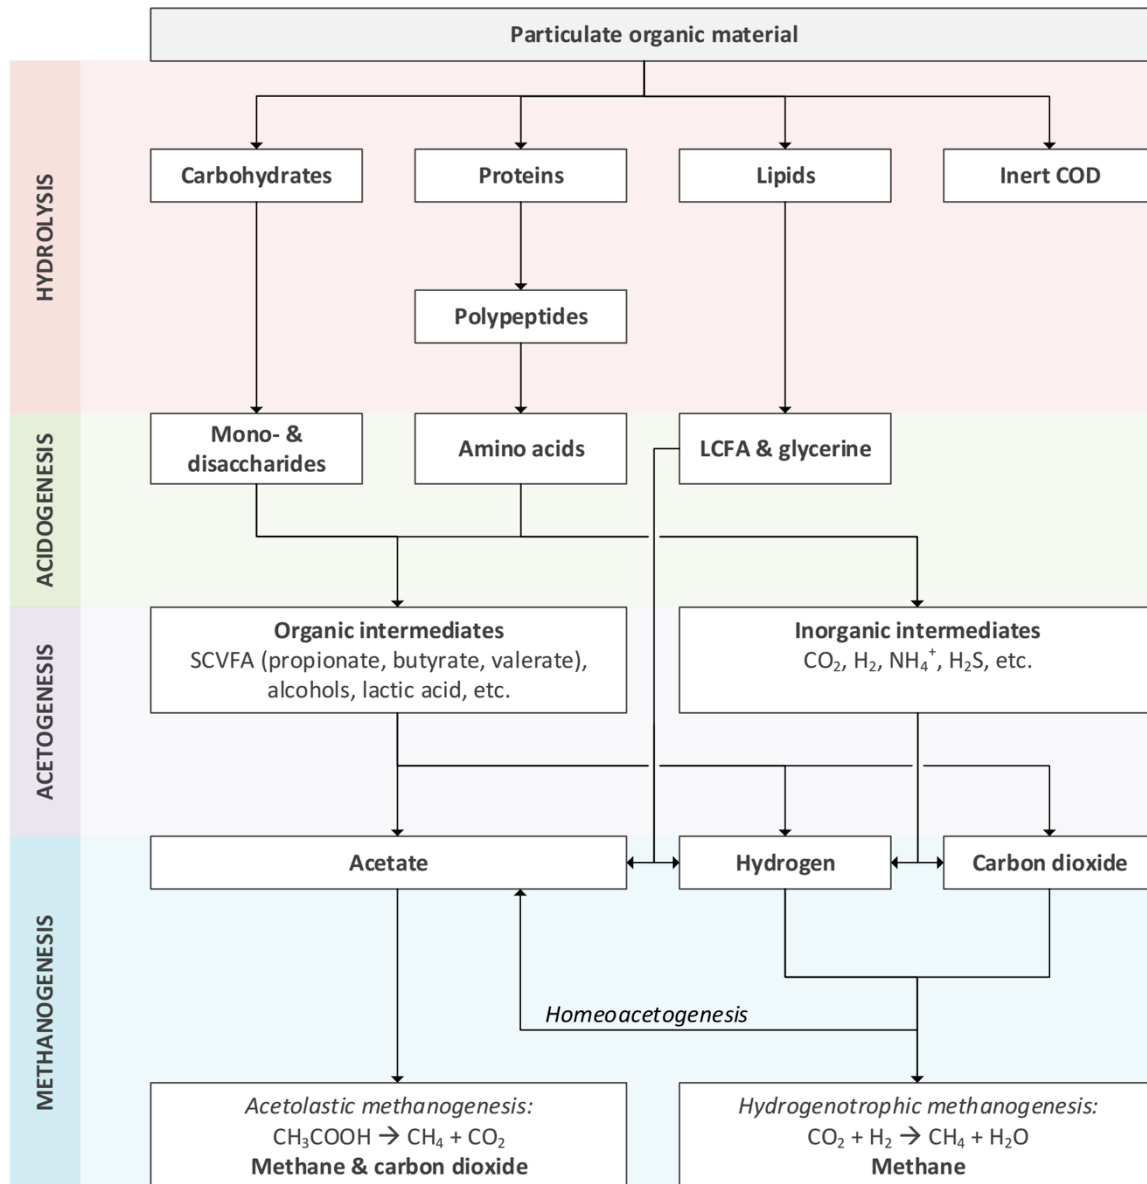 Particulate organic material
HYDROLYSIS
Carbohydrates
Proteins
Lipids
Inert COD
Polypeptides
ACIDOGENESIS
Mono- &
disaccharides
Amino acids
LCFA & glycerine
ACETOGENESIS
Organic intermediates
SCVFA (propionate, butyrate, valerate),
alcohols, lactic acid, etc.
Inorganic intermediates
CO₂, H₂, NH₄⁺, H₂S, etc.
METHANOGENESIS
Acetate
Hydrogen
Carbon dioxide
Homeoacetogenesis
Acetolastic methanogenesis:
CH₃COOH → CH₄ + CO₂
Methane & carbon dioxide
Hydrogenotrophic methanogenesis:
CO₂ + H₂ → CH₄ + H₂O
Methane